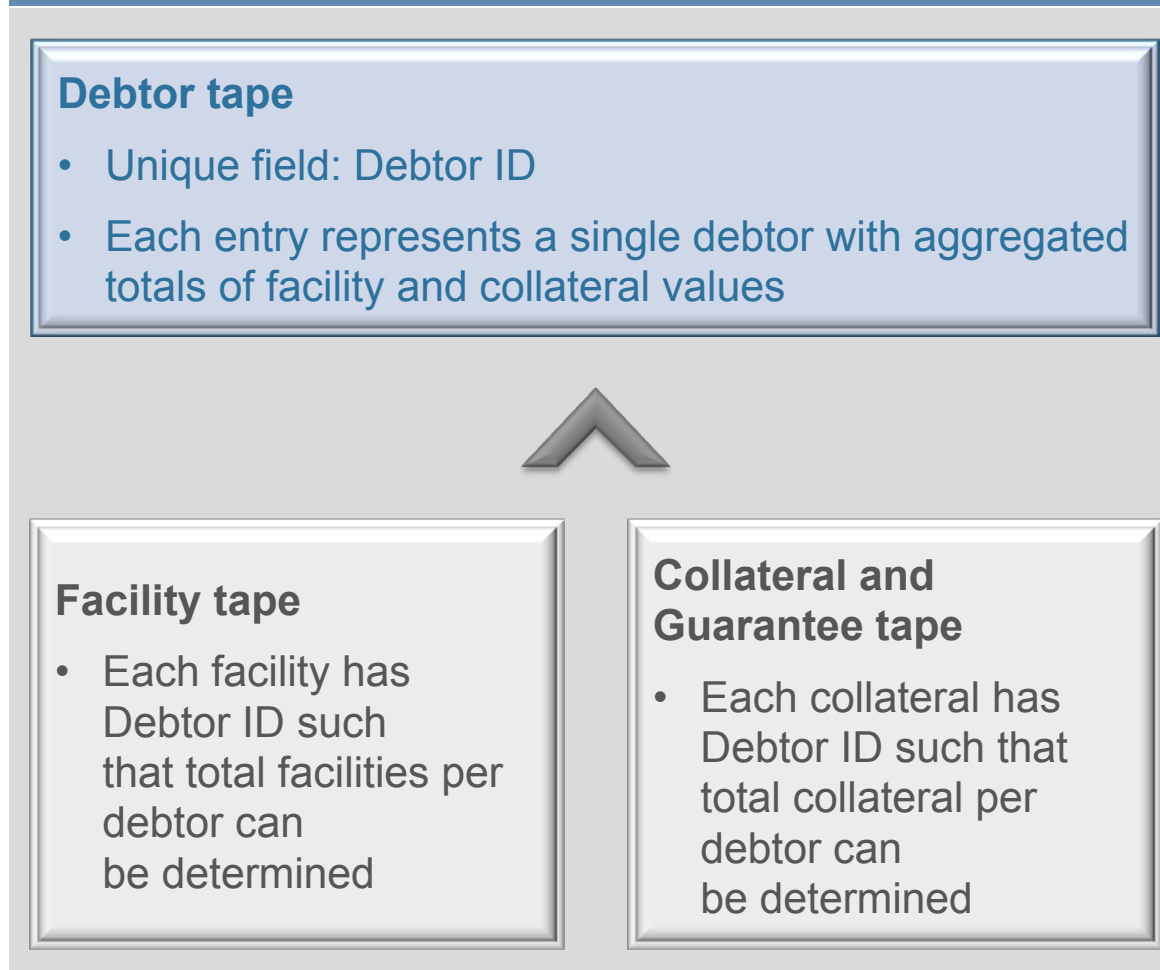 Debtor tape
• Unique field: Debtor ID
• Each entry represents a single debtor with aggregated
totals of facility and collateral values
Facility tape
• Each facility has
Debtor ID such
that total facilities per
debtor can
be determined
Collateral and
Guarantee tape
• Each collateral has
Debtor ID such that
total collateral per
debtor can
be determined